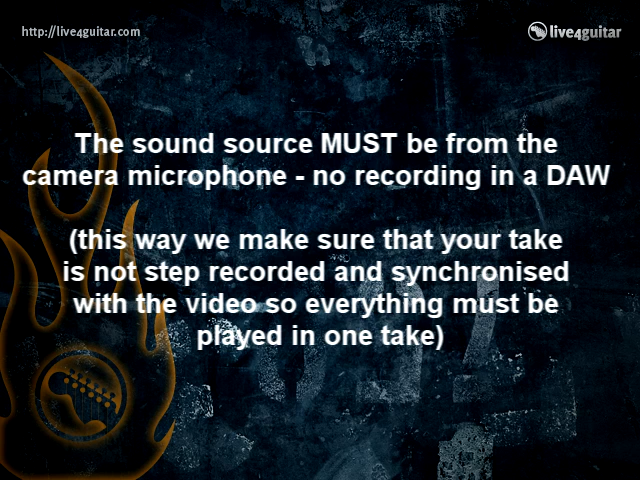 http://live4guitar.com
live4guitar
The sound source MUST be from the
camera microphone - no recording in a DAW
(this way we make sure that your take
is not step recorded and synchronised
with the video so everything must be
played in one take)